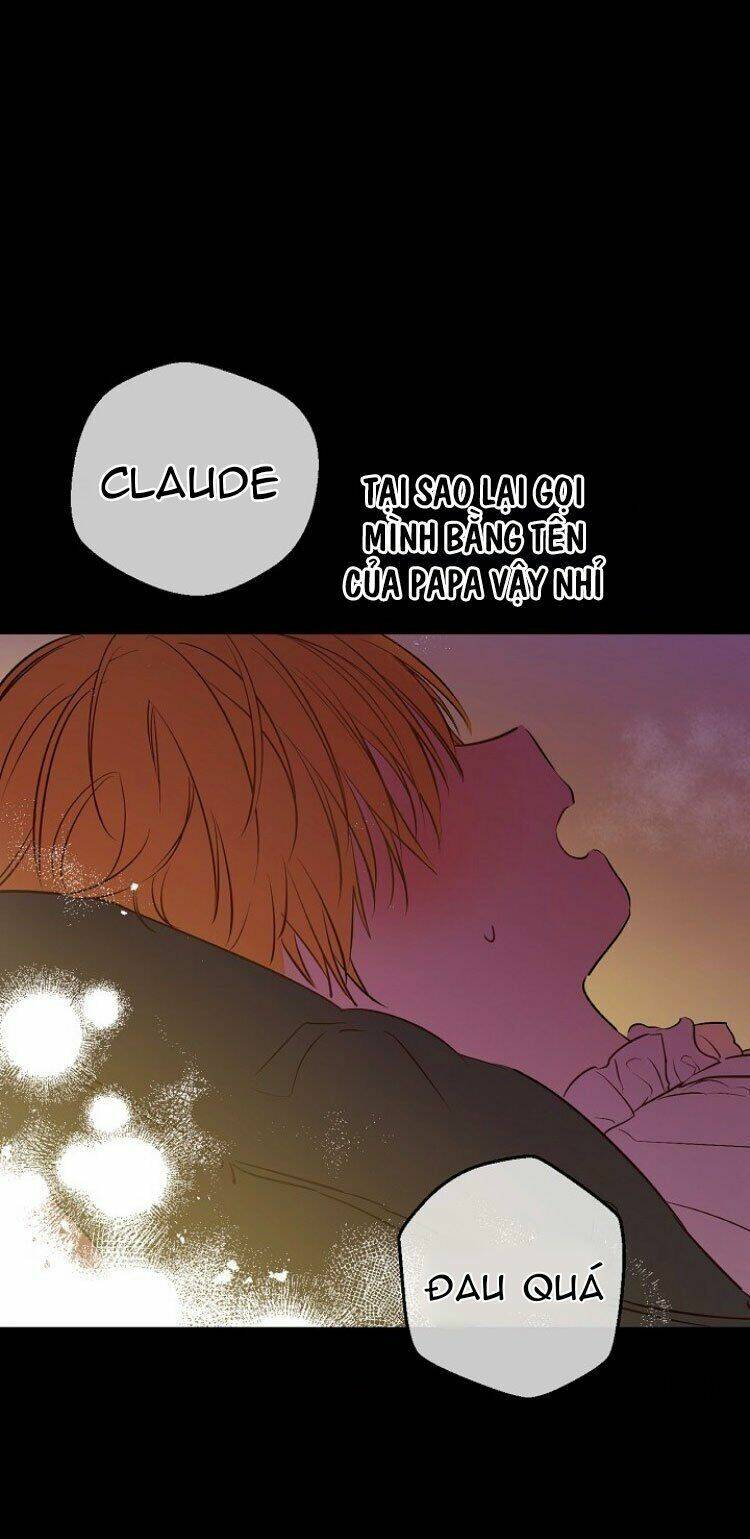 CLAUDE
TẠI SAO LẠI GỌI
MÌNH BẰNG TÊN
CỦA PAPA VẬY NHỈ
ĐAU QUÁ